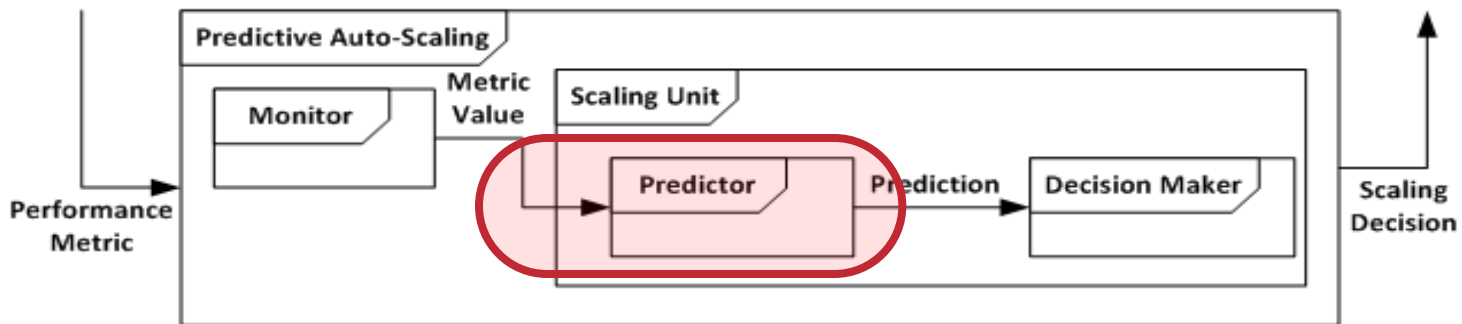 Predictive Auto-Scaling
Metric
Value
Scaling Unit
Monitor
Predictor
Prediction
Decision Maker
Performance
Metric
Scaling
Decision